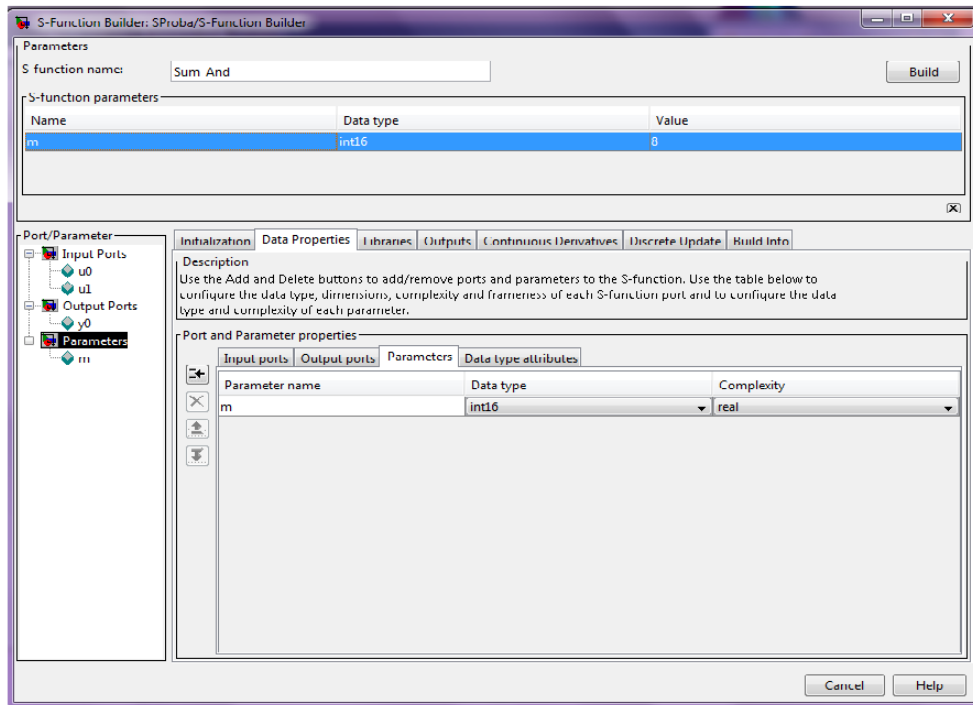 S-Function Builder: SProba/S-Function Builder
Parameters
S function name: Sum And Build
S-function parameters
Name Data type Value
m int16 8
Port/Parameter
Input Ports
u0
u1
Output Ports
y0
Parameters
m
Initialization Data Properties Libraries Outputs Continuous Derivatives Discrete Update Build Info
Description
Use the Add and Delete buttons to add/remove ports and parameters to the S-function. Use the table below to
configure the data type, dimensions, complexity and frameness of each S-function port and to configure the data
type and complexity of each parameter.
Port and Parameter properties
Input ports Output ports Parameters Data type attributes
Parameter name Data type Complexity
m int16 real
Cancel Help